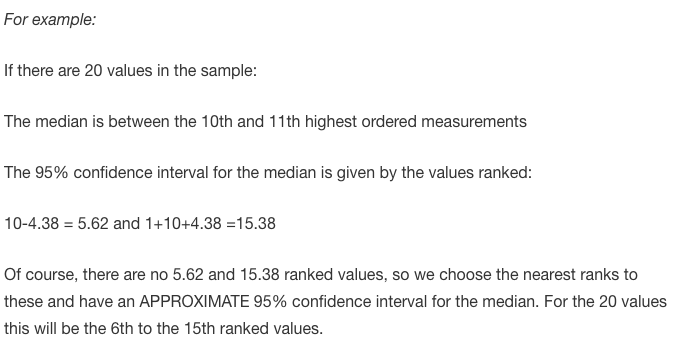 For example:
If there are 20 values in the sample:
The median is between the 10th and 11th highest ordered measurements
The 95% confidence interval for the median is given by the values ranked:
10-4.38 = 5.62 and 1+10+4.38 =15.38
Of course, there are no 5.62 and 15.38 ranked values, so we choose the nearest ranks to
these and have an APPROXIMATE 95% confidence interval for the median. For the 20 values
this will be the 6th to the 15th ranked values.